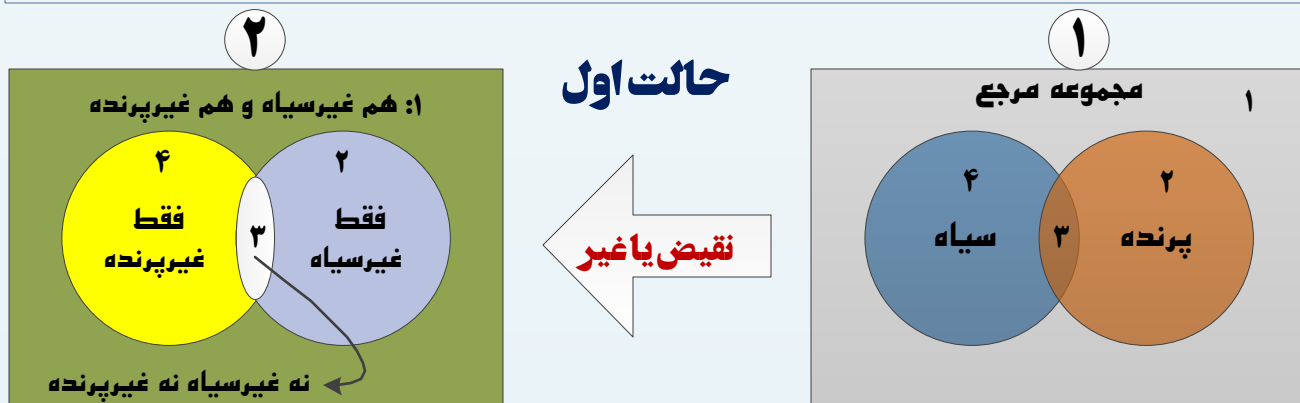 ۱
۲
حالت اول
مجموعه مرجع
۱
۲
پرنده
۳
۴
سیاه
نقیض یا غیر
۱: هم غیرسیاه و هم غیرپرنده
۲
فقط
غیرسیاه
۳
۴
فقط
غیرپرنده
نه غیرسیاه نه غیرپرنده